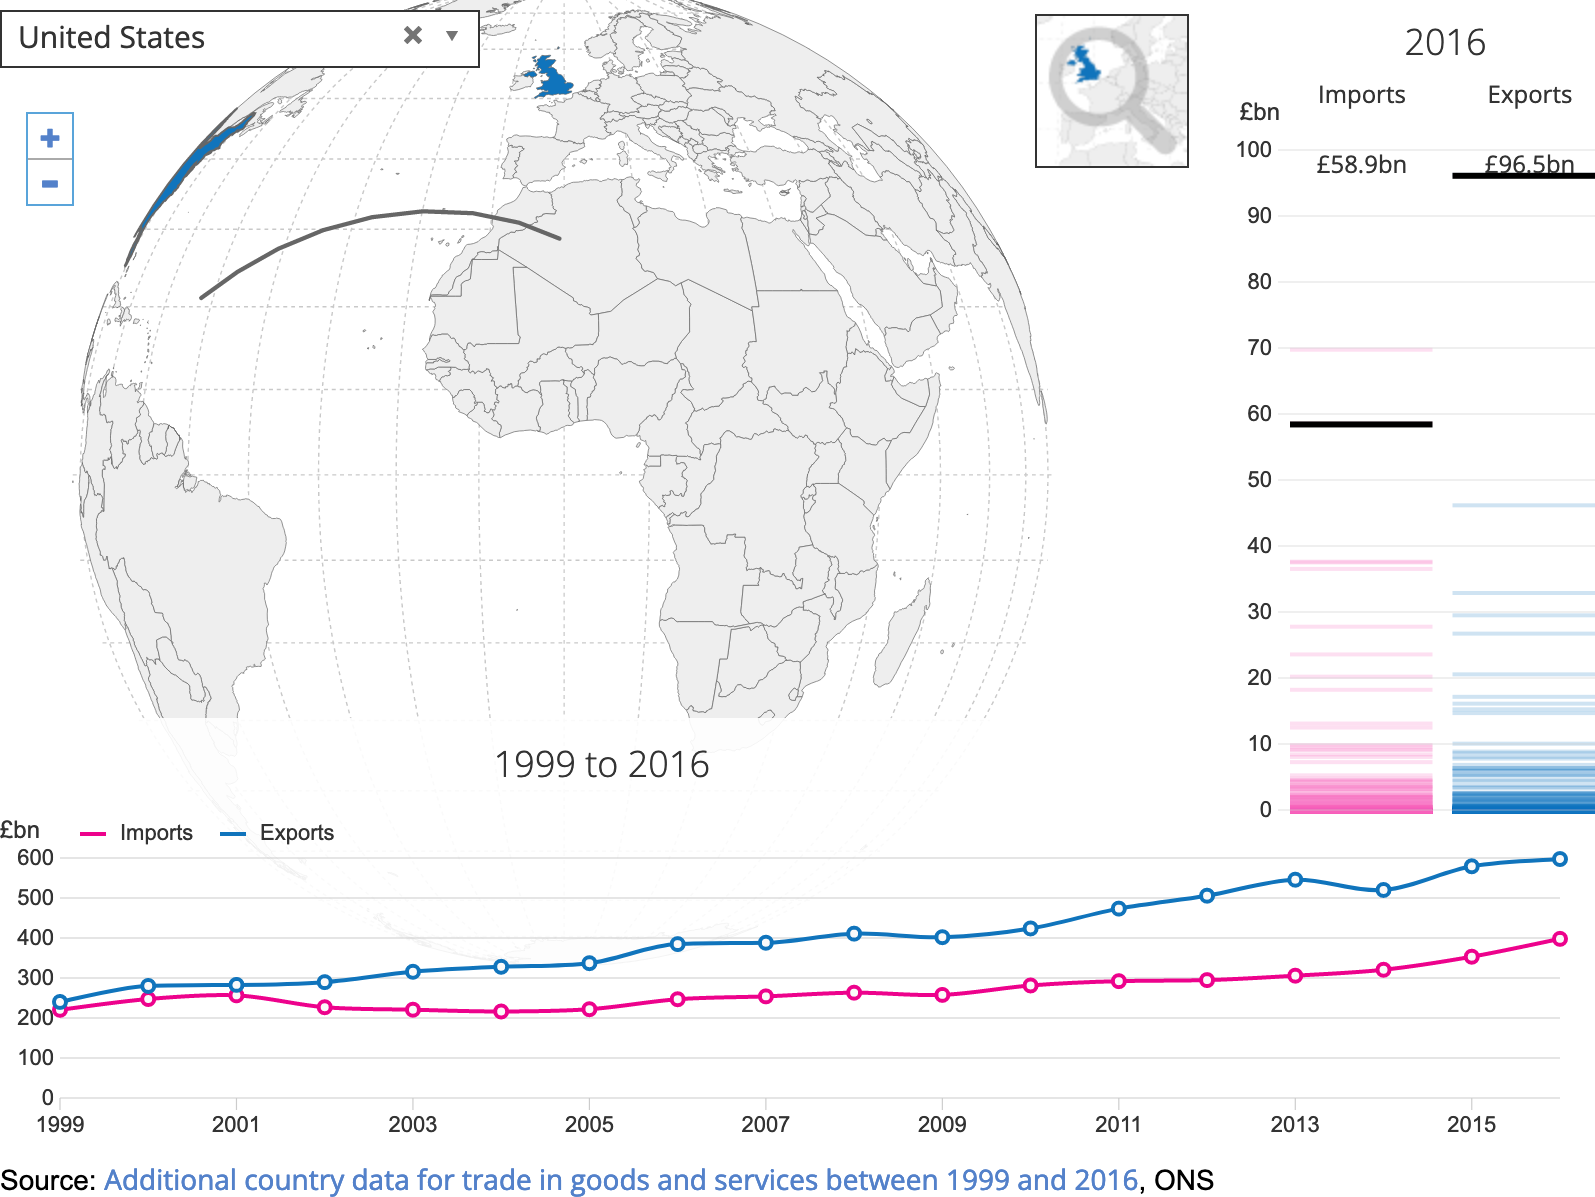 United States
2016
Imports Exports
£bn
100
£58.9bn £96.5bn
90
80
70
60
50
40
30
20
10
0
1999 to 2016
£bn Imports Exports
600
500
400
300
200
100
0
1999 2001 2003 2005 2007 2009 2011 2013 2015
Source: Additional country data for trade in goods and services between 1999 and 2016, ONS